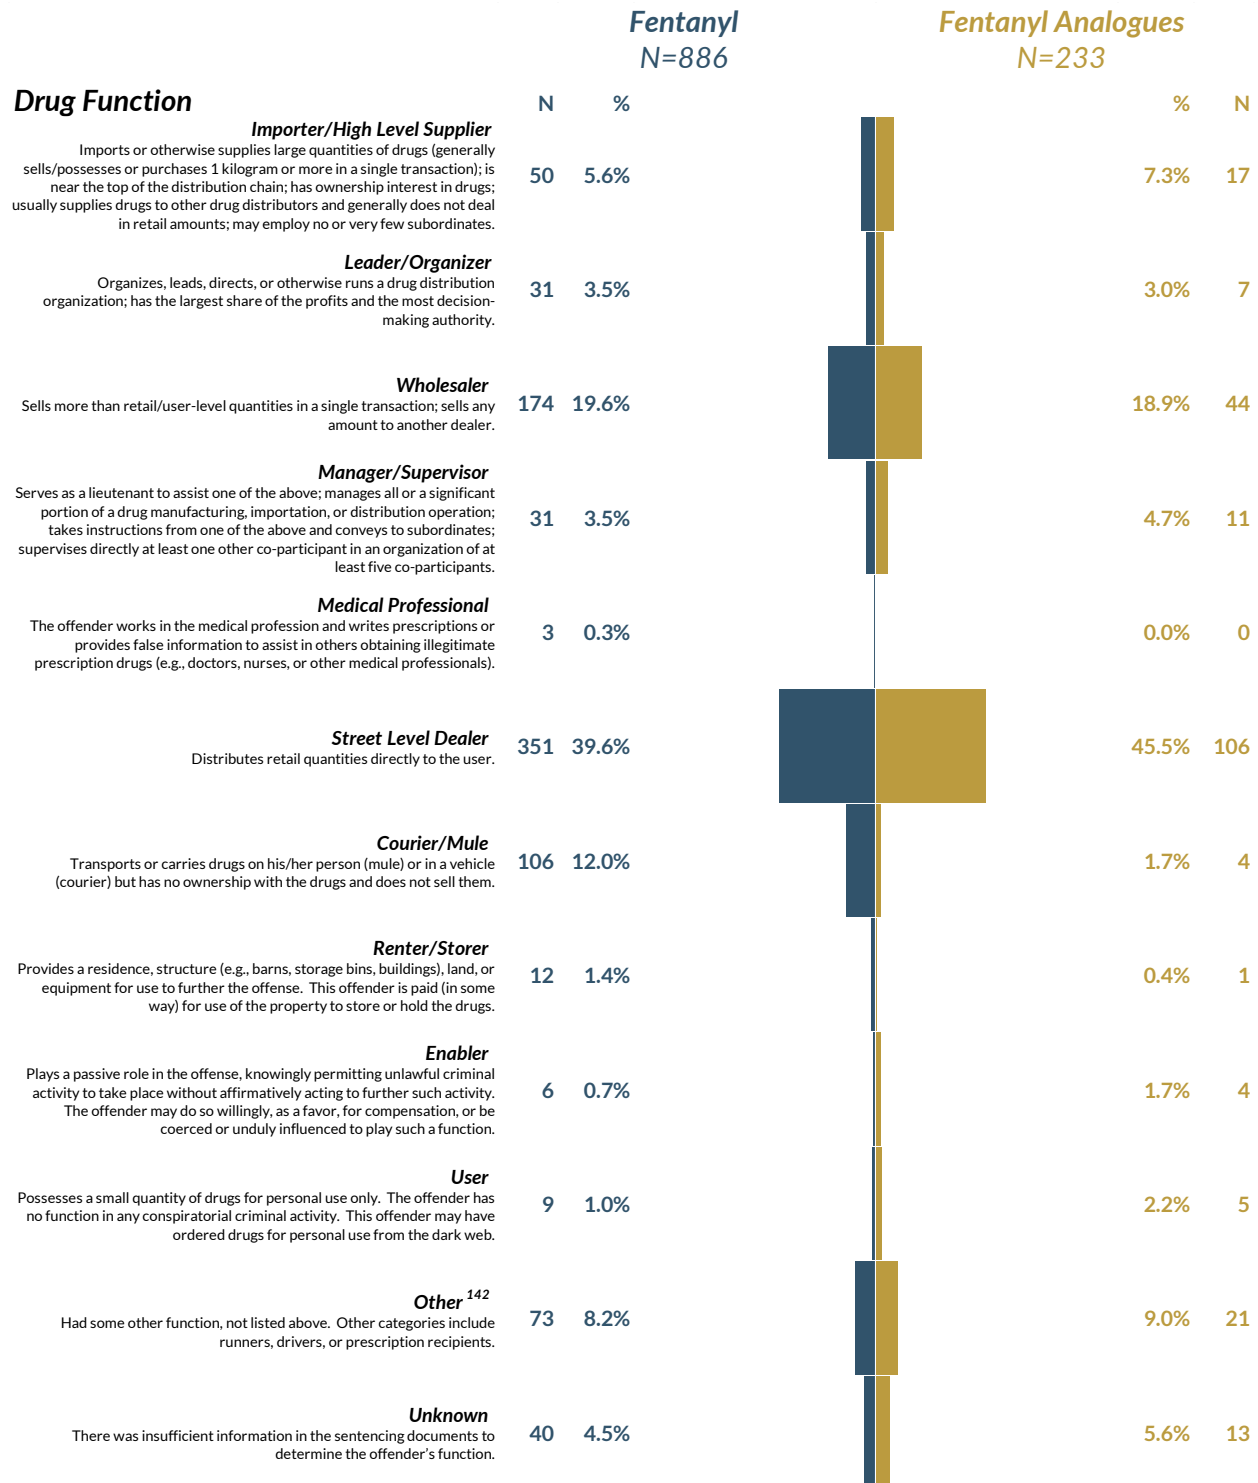 Fentanyl Fentanyl Analogues
N=886 N=233
Drug Function N % % N
Importer/High Level Supplier
Imports or otherwise supplies large quantities of drugs (generally
sells/possesses or purchases 1 kilogram or more in a single transaction); is
near the top of the distribution chain; has ownership interest in drugs;
usually supplies drugs to other drug distributors and generally does not deal
in retail amounts; may employ no or very few subordinates.
50 5.6% 7.3% 17
Leader/Organizer
Organizes, leads, directs, or otherwise runs a drug distribution
organization; has the largest share of the profits and the most decision-
making authority.
31 3.5% 3.0% 7
Wholesaler
Sells more than retail/user-level quantities in a single transaction; sells any
amount to another dealer.
174 19.6% 18.9% 44
Manager/Supervisor
Serves as a lieutenant to assist one of the above; manages all or a significant
portion of a drug manufacturing, importation, or distribution operation;
takes instructions from one of the above and conveys to subordinates;
supervises directly at least one other co-participant in an organization of at
least five co-participants.
31 3.5% 4.7% 11
Medical Professional
The offender works in the medical profession and writes prescriptions or
provides false information to assist in others obtaining illegitimate
prescription drugs (e.g., doctors, nurses, or other medical professionals).
3 0.3% 0.0% 0
Street Level Dealer
Distributes retail quantities directly to the user.
351 39.6% 45.5% 106
Courier/Mule
Transports or carries drugs on his/her person (mule) or in a vehicle
(courier) but has no ownership with the drugs and does not sell them.
106 12.0% 1.7% 4
Renter/Storer
Provides a residence, structure (e.g., barns, storage bins, buildings), land, or
equipment for use to further the offense. This offender is paid (in some
way) for use of the property to store or hold the drugs.
12 1.4% 0.4% 1
Enabler
Plays a passive role in the offense, knowingly permitting unlawful criminal
activity to take place without affirmatively acting to further such activity.
The offender may do so willingly, as a favor, for compensation, or be
coerced or unduly influenced to play such a function.
6 0.7% 1.7% 4
User
Possesses a small quantity of drugs for personal use only. The offender has
no function in any conspiratorial criminal activity. This offender may have
ordered drugs for personal use from the dark web.
9 1.0% 2.2% 5
Other 142
Had some other function, not listed above. Other categories include
runners, drivers, or prescription recipients.
73 8.2% 9.0% 21
Unknown
There was insufficient information in the sentencing documents to
determine the offender's function.
40 4.5% 5.6% 13